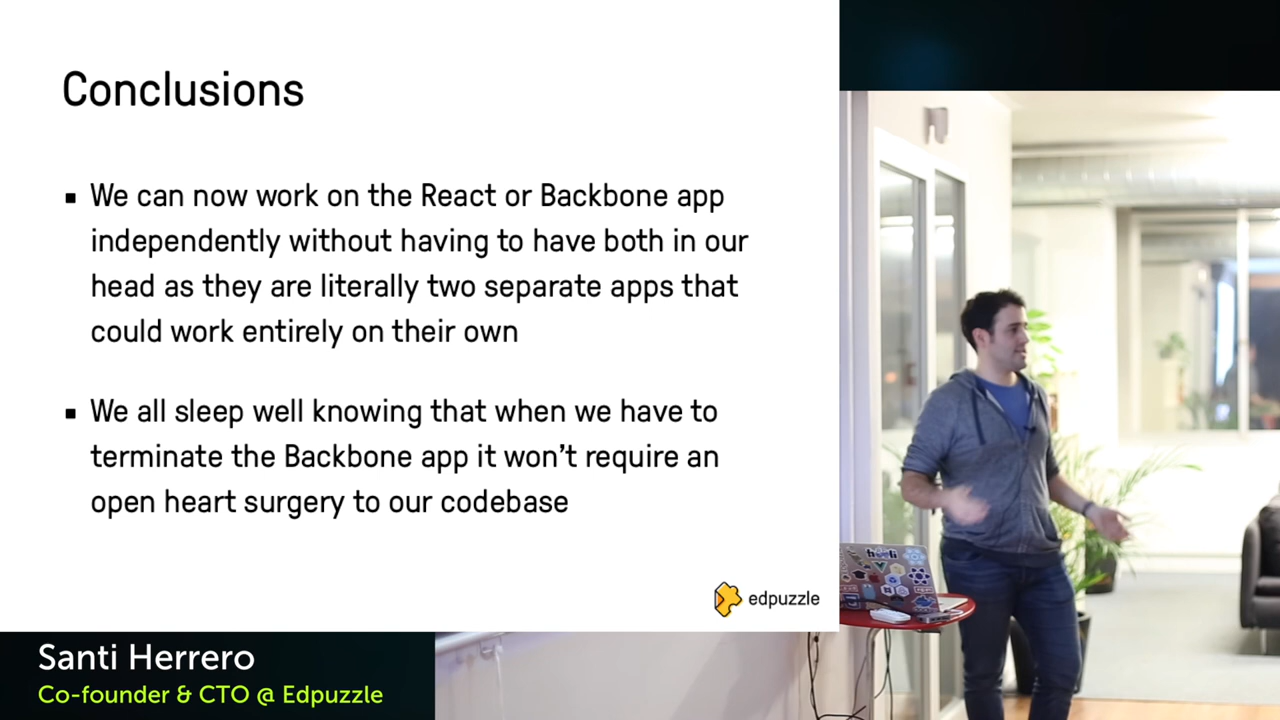 Conclusions
▪ We can now work on the React or Backbone app
independently without having to have both in our
head as they are literally two separate apps that
could work entirely on their own
▪ We all sleep well knowing that when we have to
terminate the Backbone app it won’t require an
open heart surgery to our codebase
edpuzzle
Santi Herrero
Co-founder & CTO @ Edpuzzle